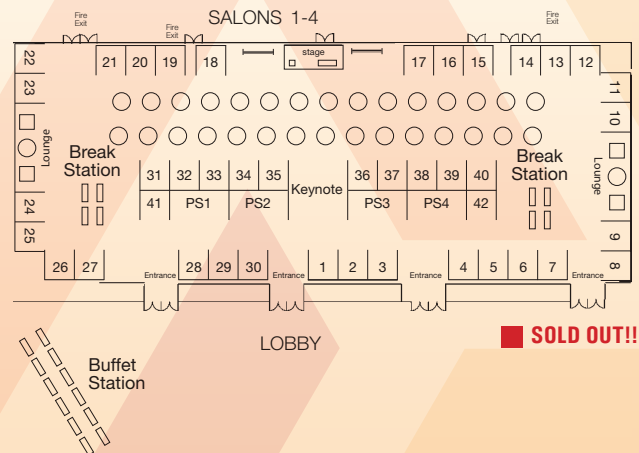 SALONS 1-4
Fire
Exit
Fire
Exit
Fire
Exit
stage
22
21
20
19
18
17
16
15
14
13
12
23
11
10
Lounge
Break
Station
31
32
33
34
35
Keynote
36
37
38
39
40
Break
Station
Lounge
41
PS1
PS2
PS3
PS4
42
24
25
9
8
26
27
28
29
30
1
2
3
4
5
6
7
Entrance
Entrance
Entrance
Entrance
LOBBY
SOLD OUT!!
Buffet
Station